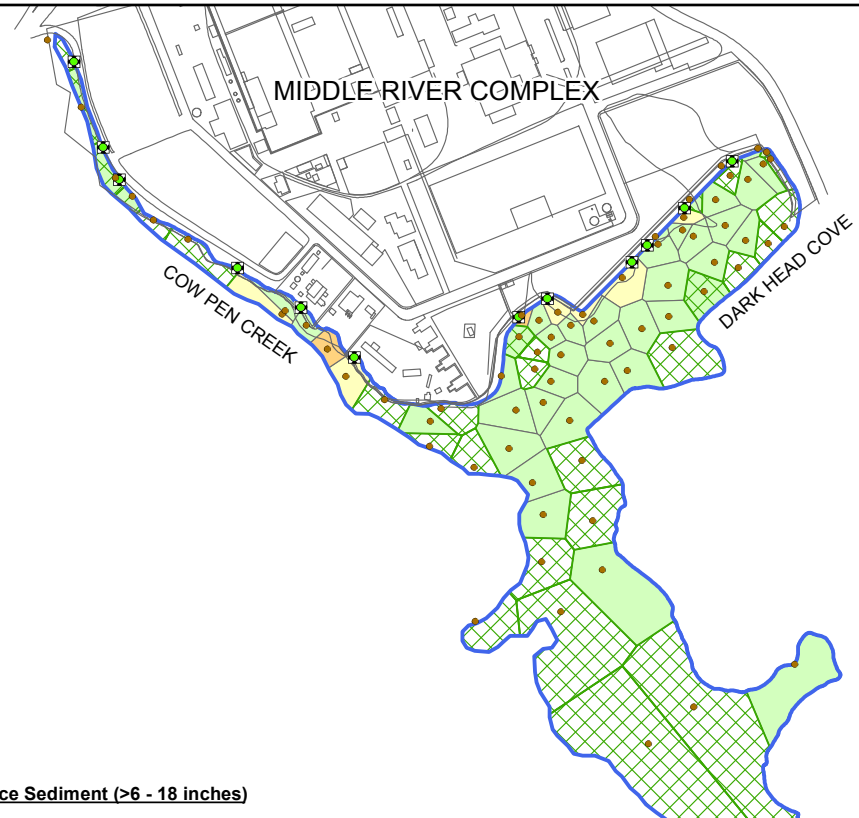 MIDDLE RIVER COMPLEX
COW PEN CREEK
DARK HEAD COVE
ce Sediment (>6 - 18 inches)